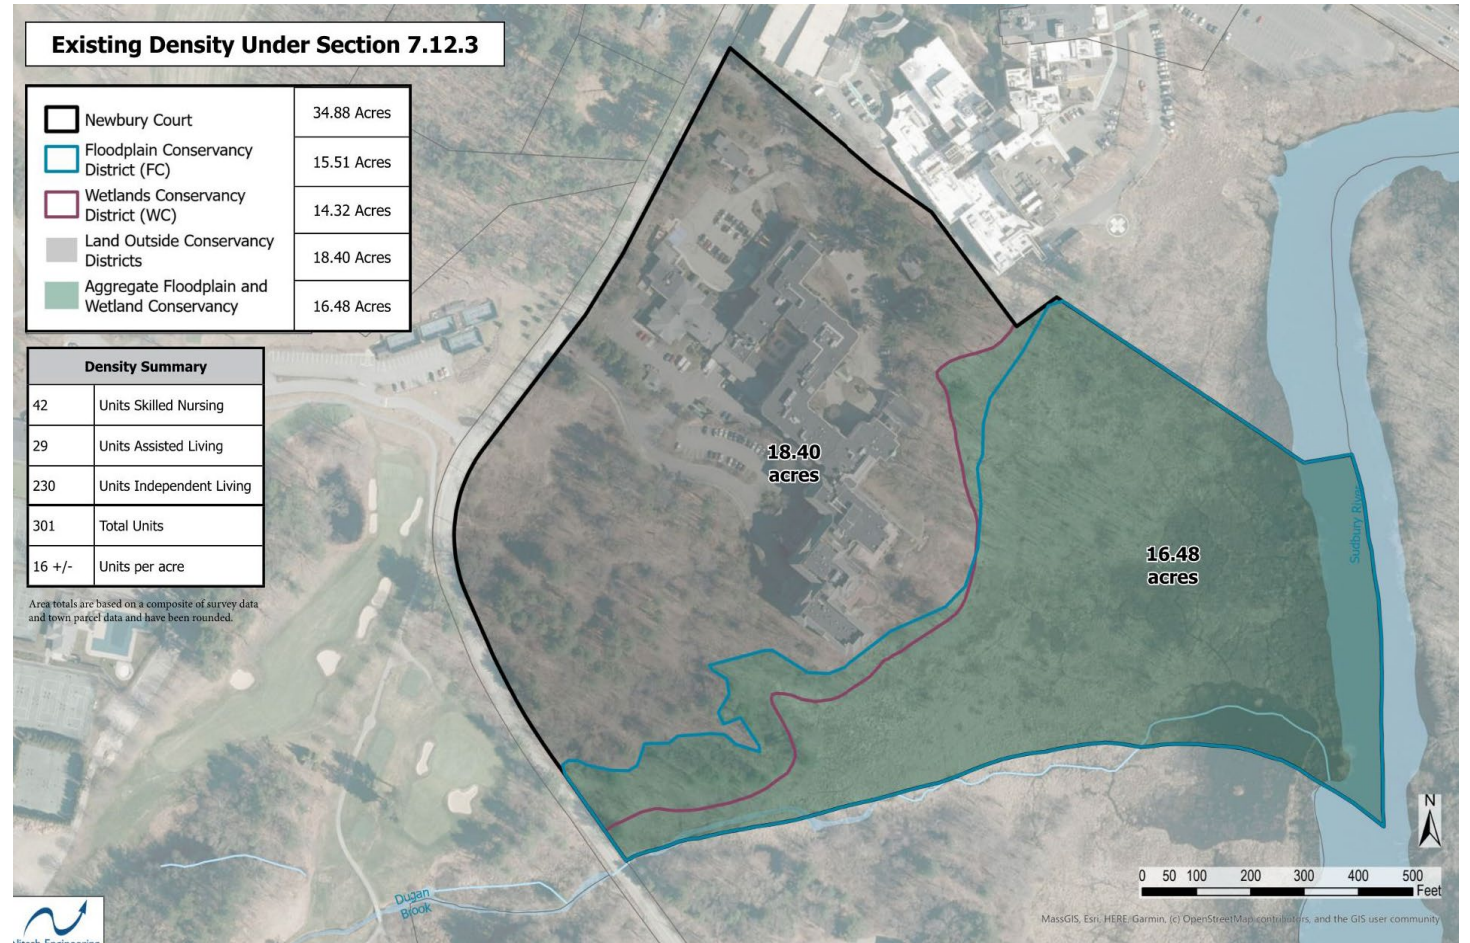 Existing Density Under Section 7.12.3
Newbury Court
34.88 Acres
Floodplain Conservancy
District (FC)
15.51 Acres
Wetlands Conservancy
District (WC)
14.32 Acres
Land Outside Conservancy
Districts
18.40 Acres
Aggregate Floodplain and
Wetland Conservancy
16.48 Acres
Density Summary
42 Units Skilled Nursing
29 Units Assisted Living
230 Units Independent Living
301 Total Units
16 +/- Units per acre
Area totals are based on a composite of survey data
and town parcel data and have been rounded.
18.40
acres
16.48
acres
Sudbury River
Dugan
Brook
N
0 50 100 200 300 400 500
Feet
MassGIS, Esri, HERE, Garmin, (c) OpenStreetMap contributors, and the GIS user community
Engineering